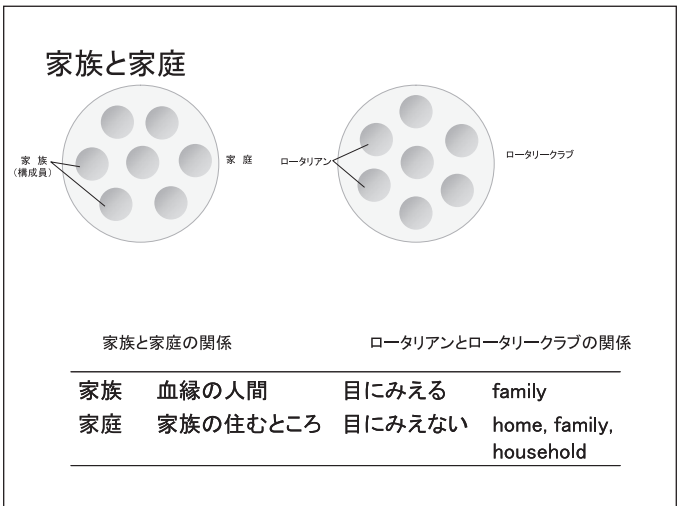 家族と家庭
家 族
(構成員)
家 庭
ロータリアン
ロータリークラブ
家族と家庭の関係
ロータリアンとロータリークラブの関係
家族 血縁の人間 目にみえる family
家庭 家族の住むところ 目にみえない home, family,
household